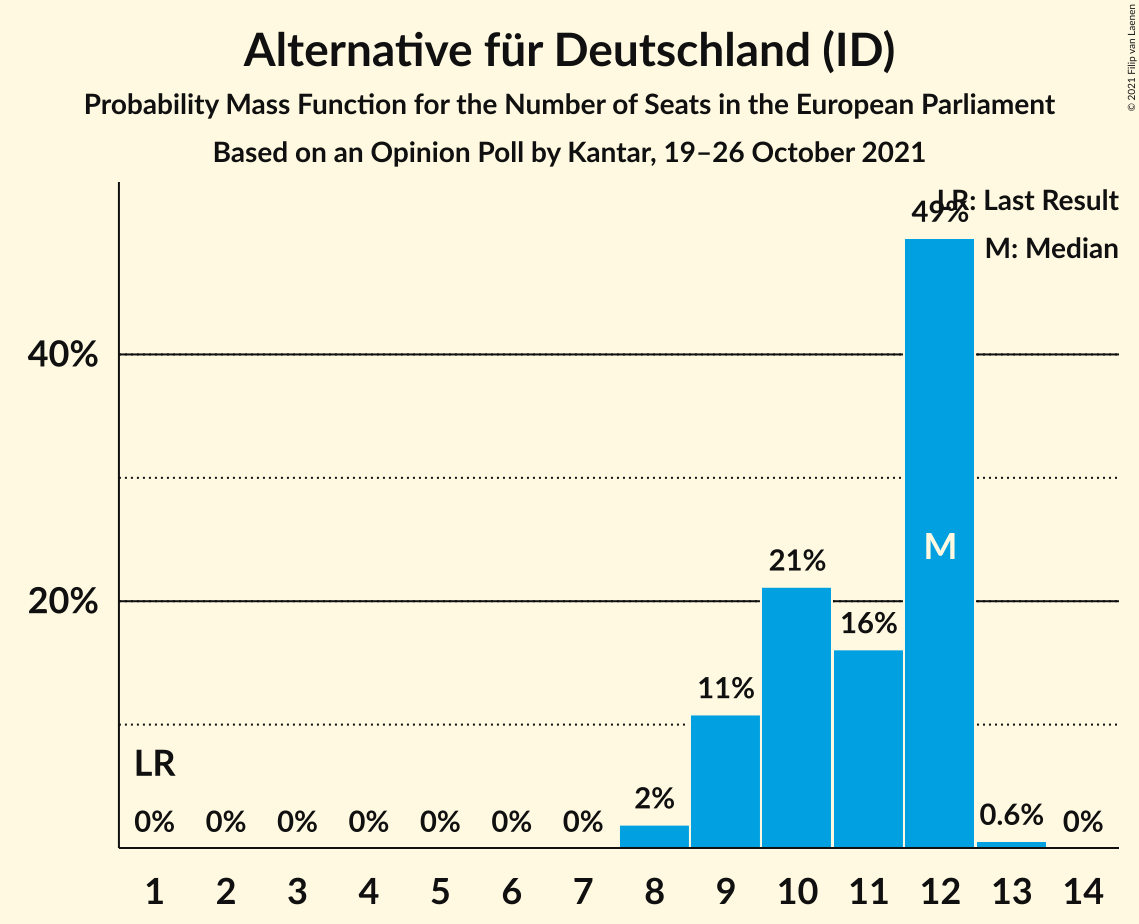 Alternative für Deutschland (ID)
Probability Mass Function for the Number of Seats in the European Parliament
Based on an Opinion Poll by Kantar, 19–26 October 2021
© 2021 Filip van Laenen
LR: Last Result
M: Median
49%
40%
M
21%
20%
16%
11%
LR
2%
0% 0% 0% 0% 0% 0% 0% 0.6% 0%
1 2 3 4 5 6 7 8 9 10 11 12 13 14